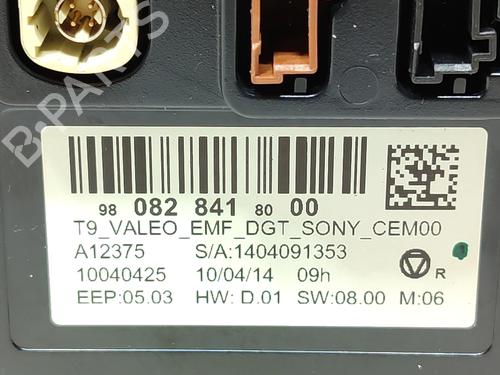 98 082 841 80 00
T9_VALEO_EMF_DGT_SONY_CEM00
A12375 S/A:1404091353
10040425 10/04/14 09h R
EEP:05.03 HW: D.01 SW:08.00 M:06
B-PARTS